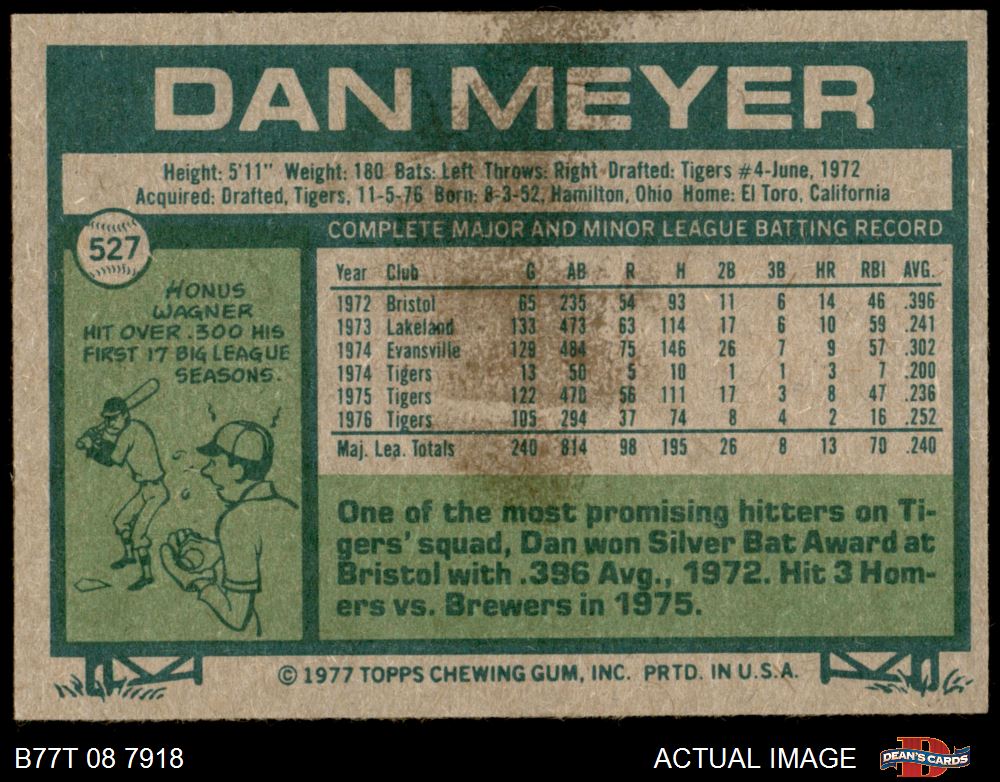 DAN MEYER
Height: 5'11" Weight: 180 Bats: Left Throws: Right Drafted: Tigers #4-June, 1972
Acquired: Drafted, Tigers, 11-5-76 Born: 8-3-52, Hamilton, Ohio Home: El Toro, California
527
HONUS
WAGNER
HIT OVER .300 HIS
FIRST 17 BIG LEAGUE
SEASONS.
COMPLETE MAJOR AND MINOR LEAGUE BATTING RECORD
Year Club G AB R H 2B 3B HR RBI AVG.
1972 Bristol 65 235 54 93 11 6 14 46 .396
1973 Lakeland 133 473 63 114 17 6 10 59 .241
1974 Evansville 129 484 75 146 26 7 9 57 .302
1974 Tigers 13 50 5 10 1 1 3 7 .200
1975 Tigers 122 470 56 111 17 3 8 47 .236
1976 Tigers 105 294 37 74 8 4 2 16 .252
Maj. Lea. Totals 240 814 98 195 26 8 13 70 .240
One of the most promising hitters on Ti-
gers' squad, Dan won Silver Bat Award at
Bristol with .396 Avg., 1972. Hit 3 Hom-
ers vs. Brewers in 1975.
© 1977 TOPPS CHEWING GUM, INC. PRTD. IN U.S.A.
B77T 08 7918
ACTUAL IMAGE
DEAN'S CARDS